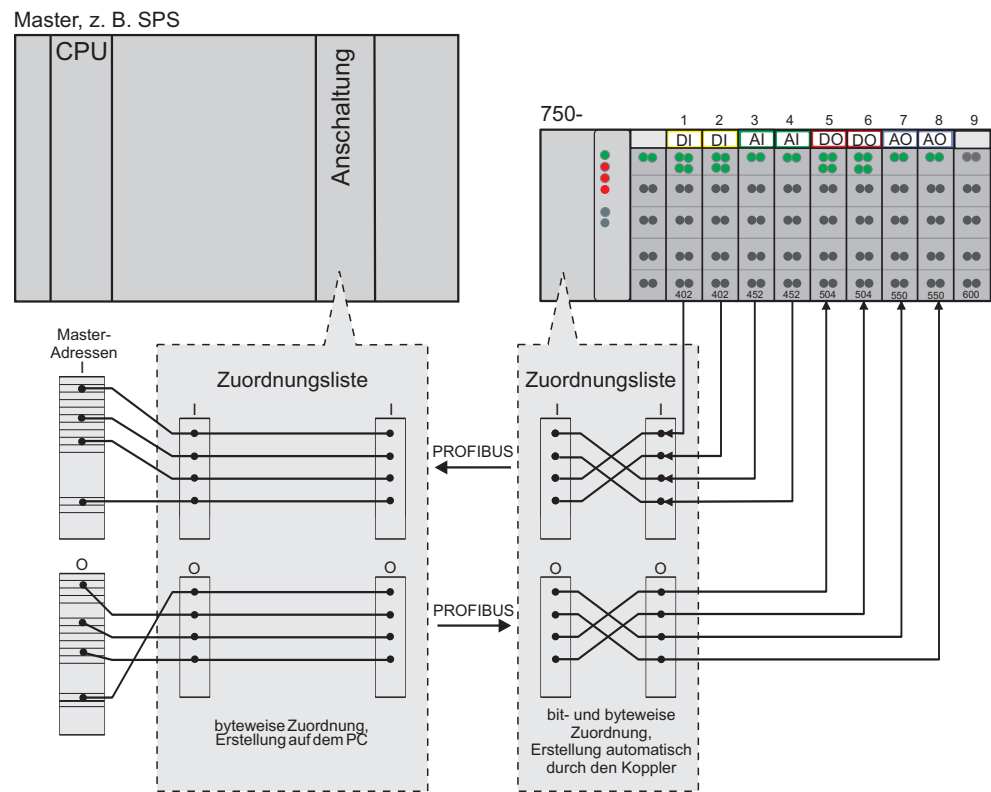 Master, z. B. SPS
CPU
Anschaltung
750-
1 2 3 4 5 6 7 8 9
DI DI AI AI DO DO AO AO
402 402 452 452 504 504 550 550 600
Master-
Adressen
I
Zuordnungsliste
I I
PROFIBUS
Zuordnungsliste
I I
O
O O
PROFIBUS
O O
byteweise Zuordnung,
Erstellung auf dem PC
bit- und byteweise
Zuordnung,
Erstellung automatisch
durch den Koppler